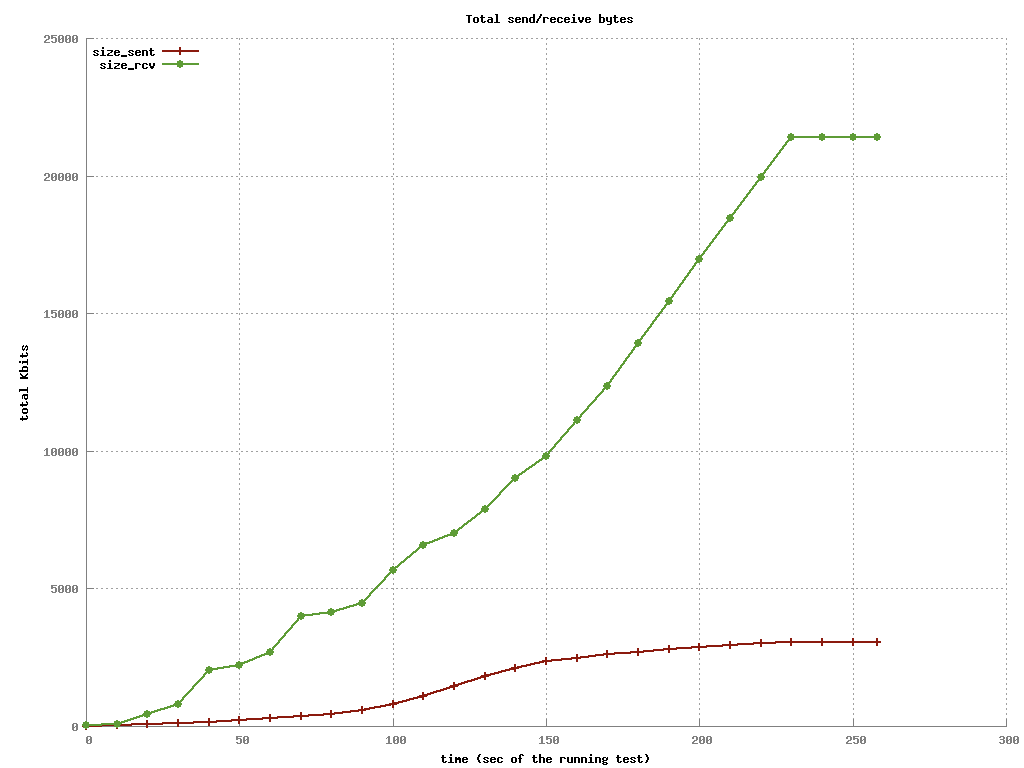 Total send/receive bytes
25000
size_sent
size_rcv
20000
15000
total Kbits
10000
5000
0
0 50 100 150 200 250 300
time (sec of the running test)